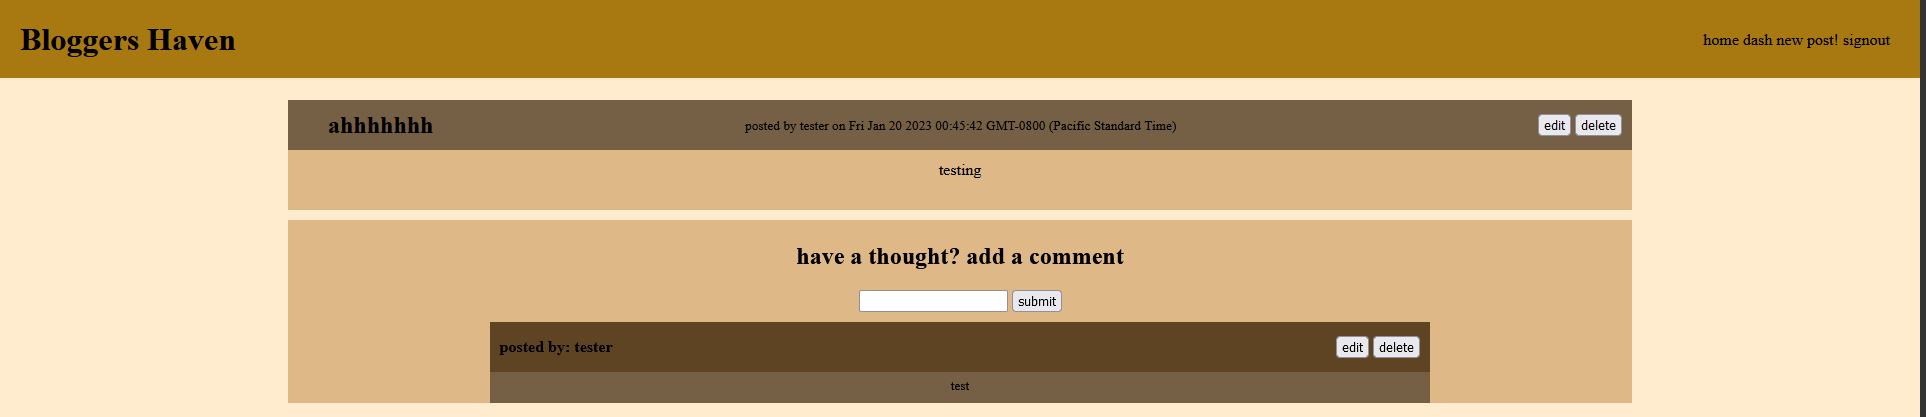 Bloggers Haven home dash new post! signout
ahhhhhhh posted by tester on Fri Jan 20 2023 00:45:42 GMT-0800 (Pacific Standard Time) edit delete
testing
have a thought? add a comment
submit
posted by: tester edit delete
test